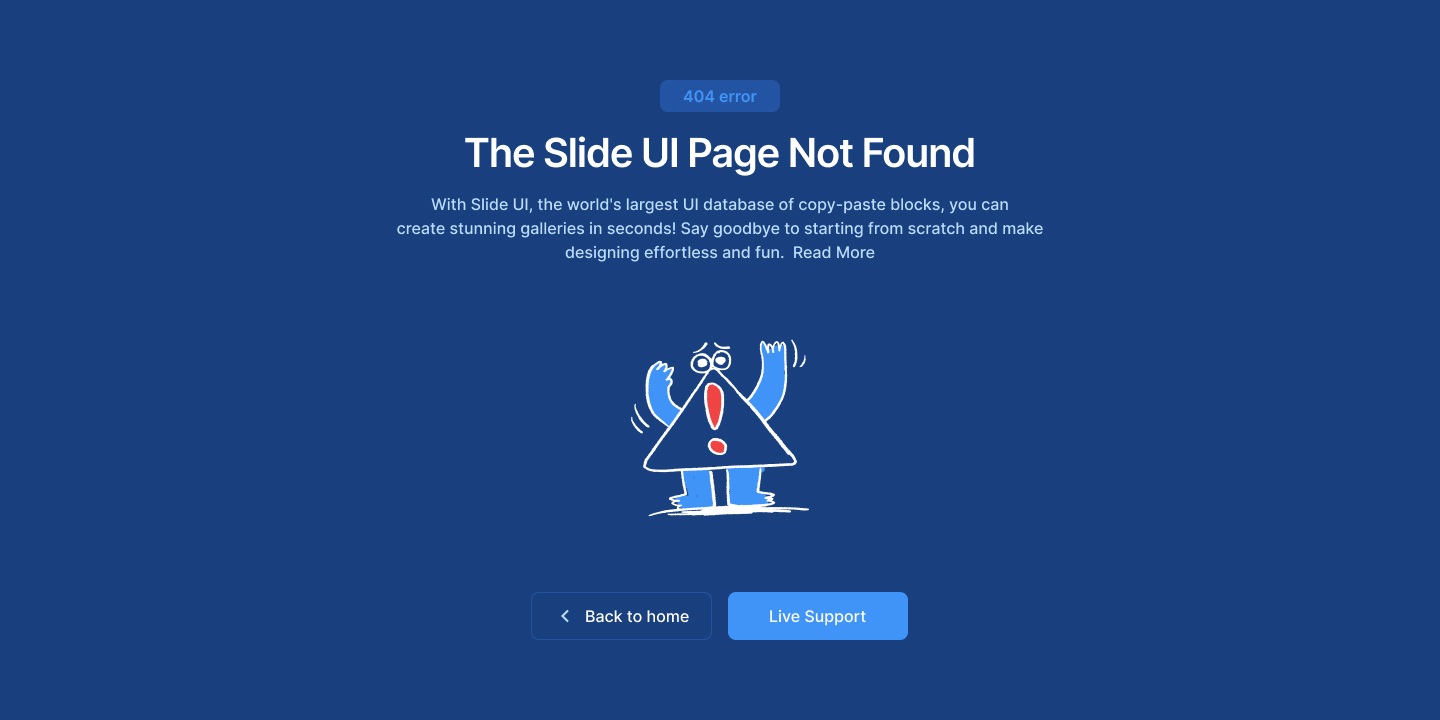 404 error
The Slide UI Page Not Found
With Slide UI, the world's largest UI database of copy-paste blocks, you can
create stunning galleries in seconds! Say goodbye to starting from scratch and make
designing effortless and fun.  Read More
Back to home
Live Support